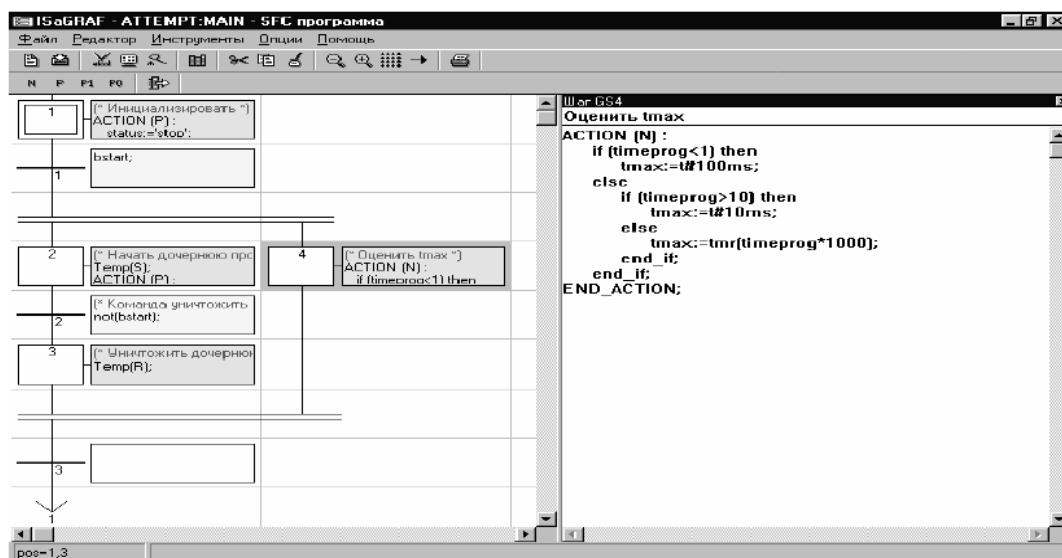 ISaGRAF - ATTEMPT:MAIN - SFC программа
Файл Редактор Инструменты Опции Помощь
N P P1 P0
1
(* Инициализировать *)
ACTION (P) :
status:='stop';
bstart;
1
2
(* Начать дочернюю про
Temp(S);
ACTION (P) :
4
(* Оценить tmax *)
ACTION (N) :
if (timeprog<1) then
(* Команда уничтожить
not(bstart);
2
3
(* Уничтожить дочерню
Temp(R);
3
1
pos=1,3
Шаг GS4
Оценить tmax
ACTION (N) :
if (timeprog<1) then
tmax:=t#100ms;
else
if (timeprog>10) then
tmax:=t#10ms;
else
tmax:=tmr(timeprog*1000);
end_if;
end_if;
END_ACTION;